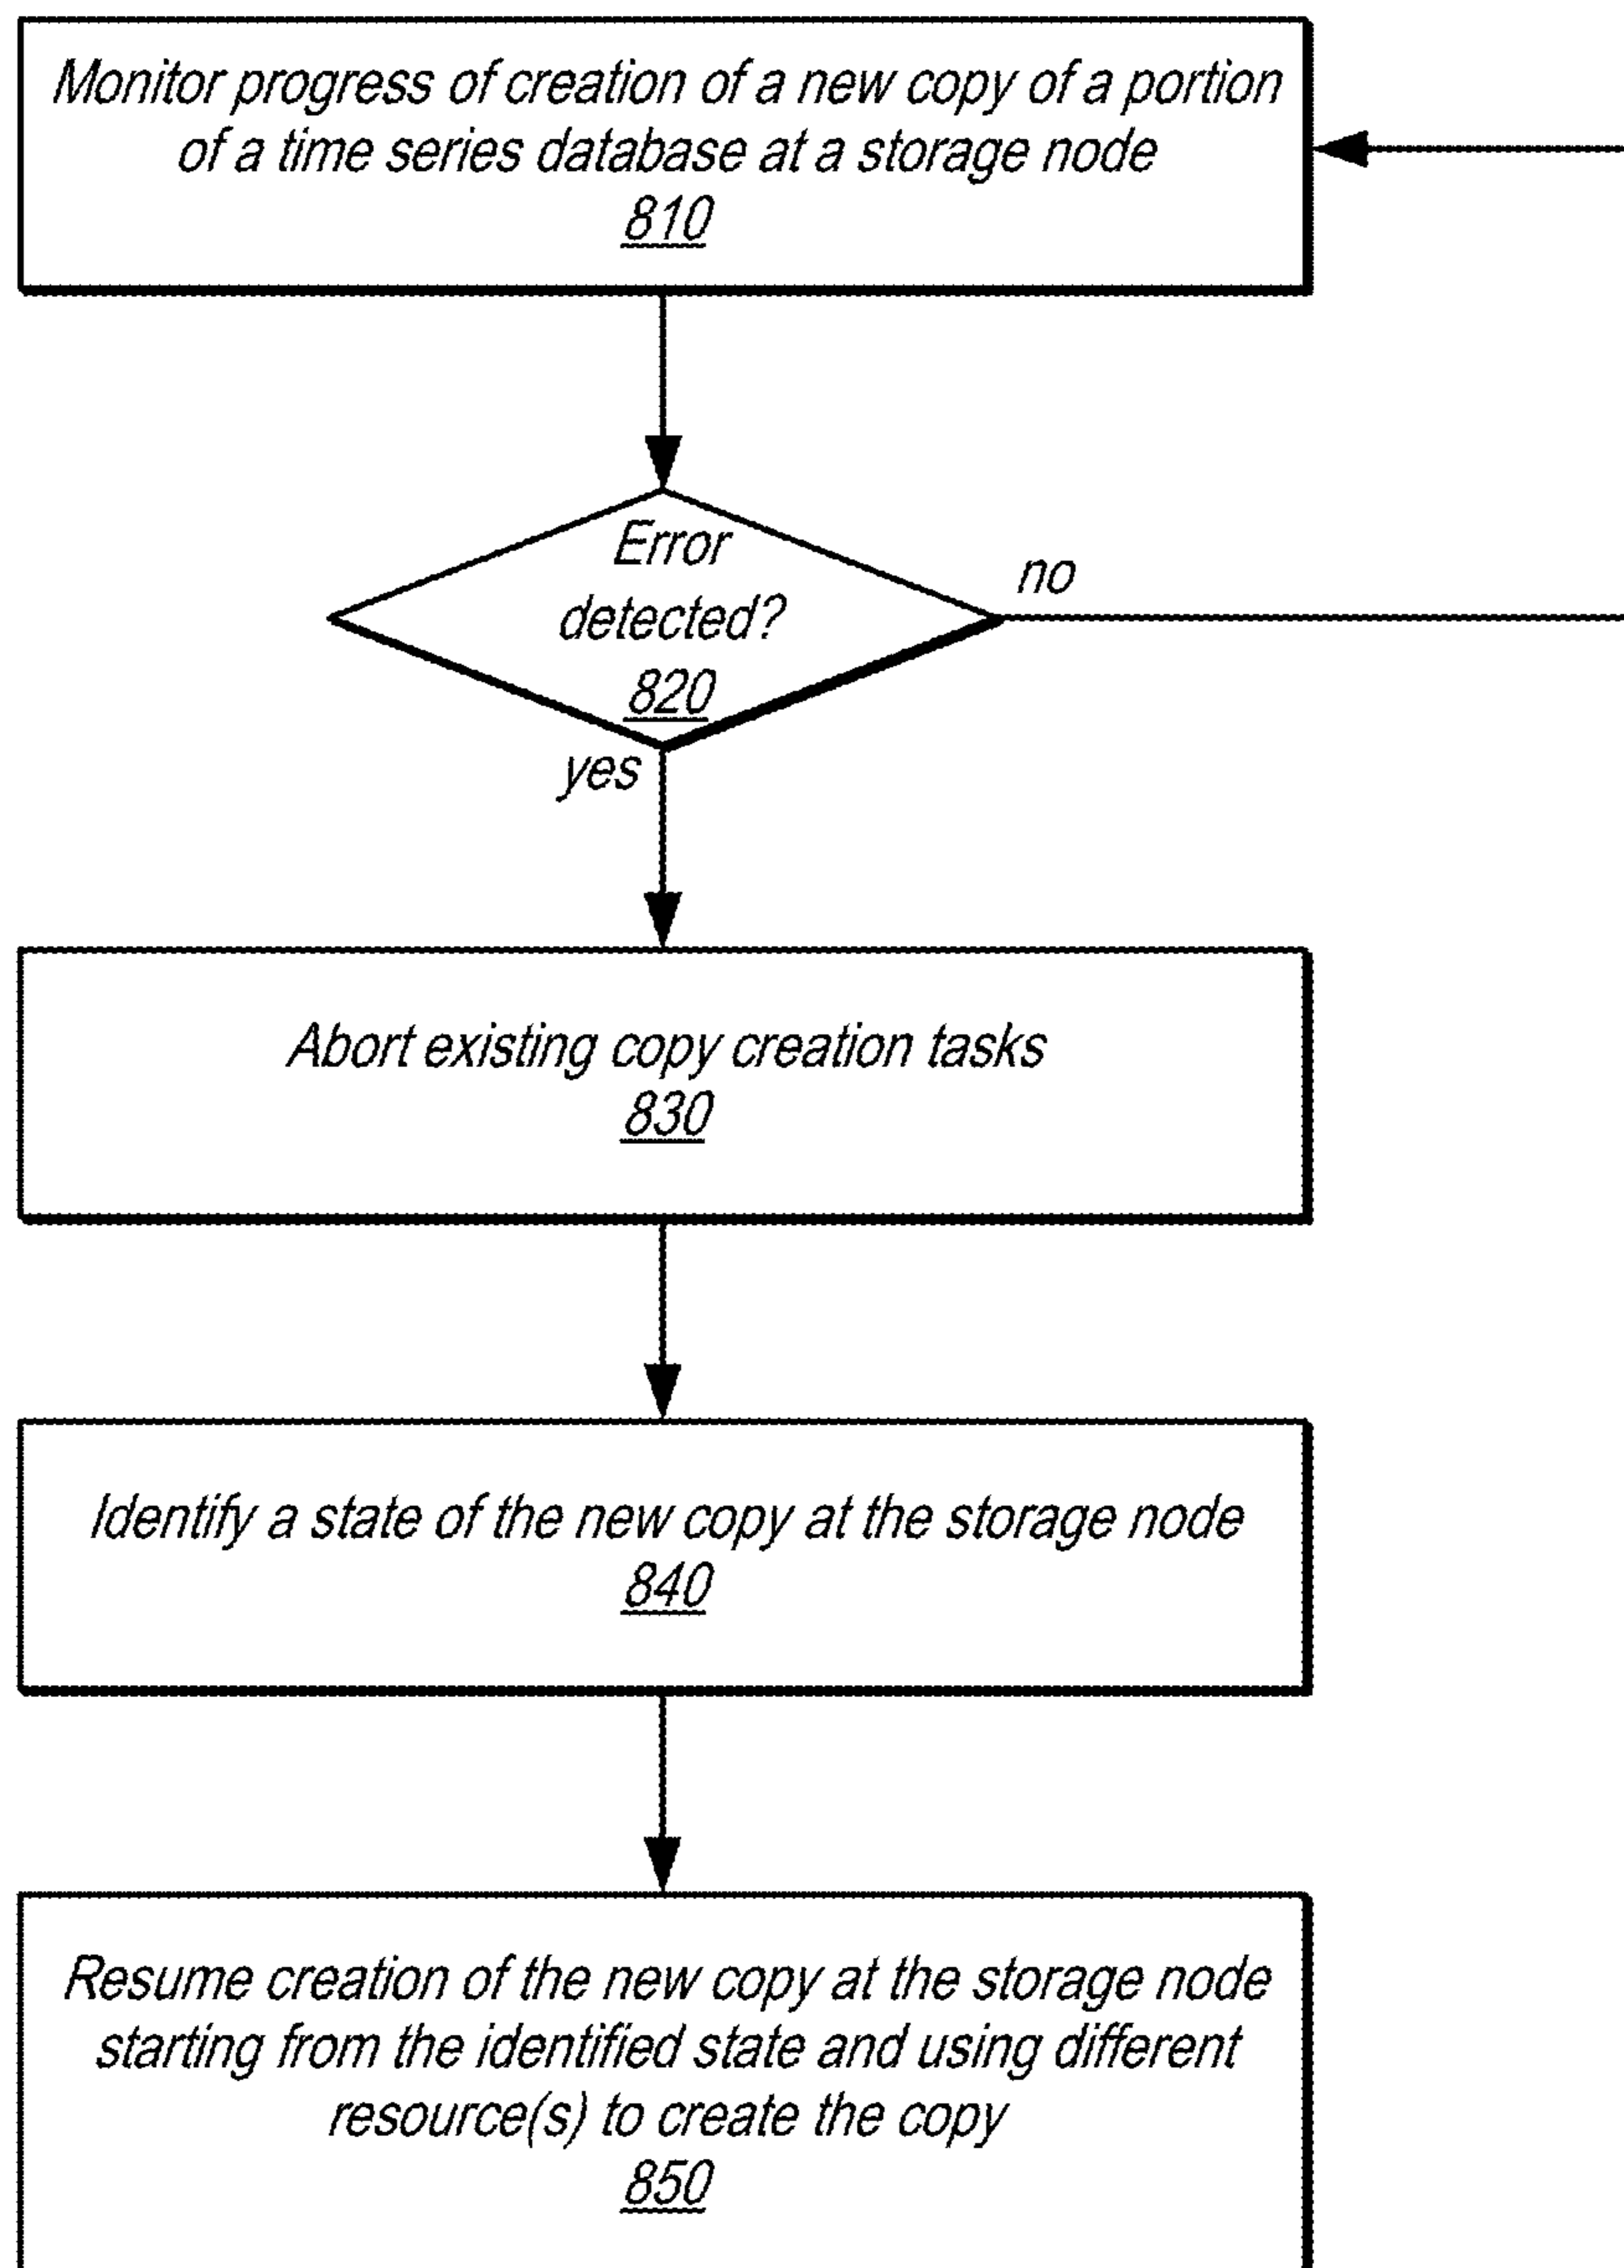 Monitor progress of creation of a new copy of a portion
of a time series database at a storage node
810
Error
detected?
820
no
yes
Abort existing copy creation tasks
830
Identify a state of the new copy at the storage node
840
Resume creation of the new copy at the storage node
starting from the identified state and using different
resource(s) to create the copy
850